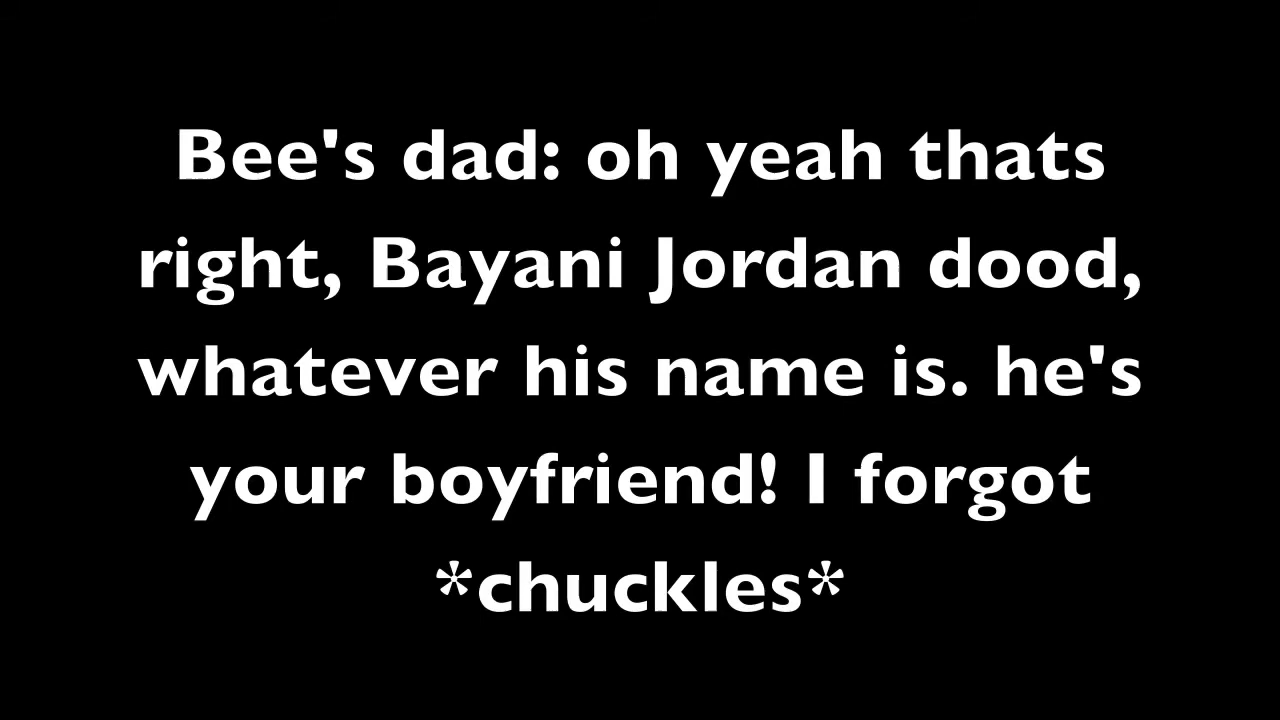 Bee's dad: oh yeah thats
right, Bayani Jordan dood,
whatever his name is. he's
your boyfriend! I forgot
*chuckles*